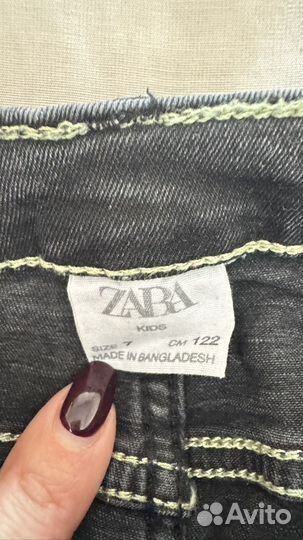 ZARA
KIDS
SIZE 7 CM 122
MADE IN BANGLADESH
Avito